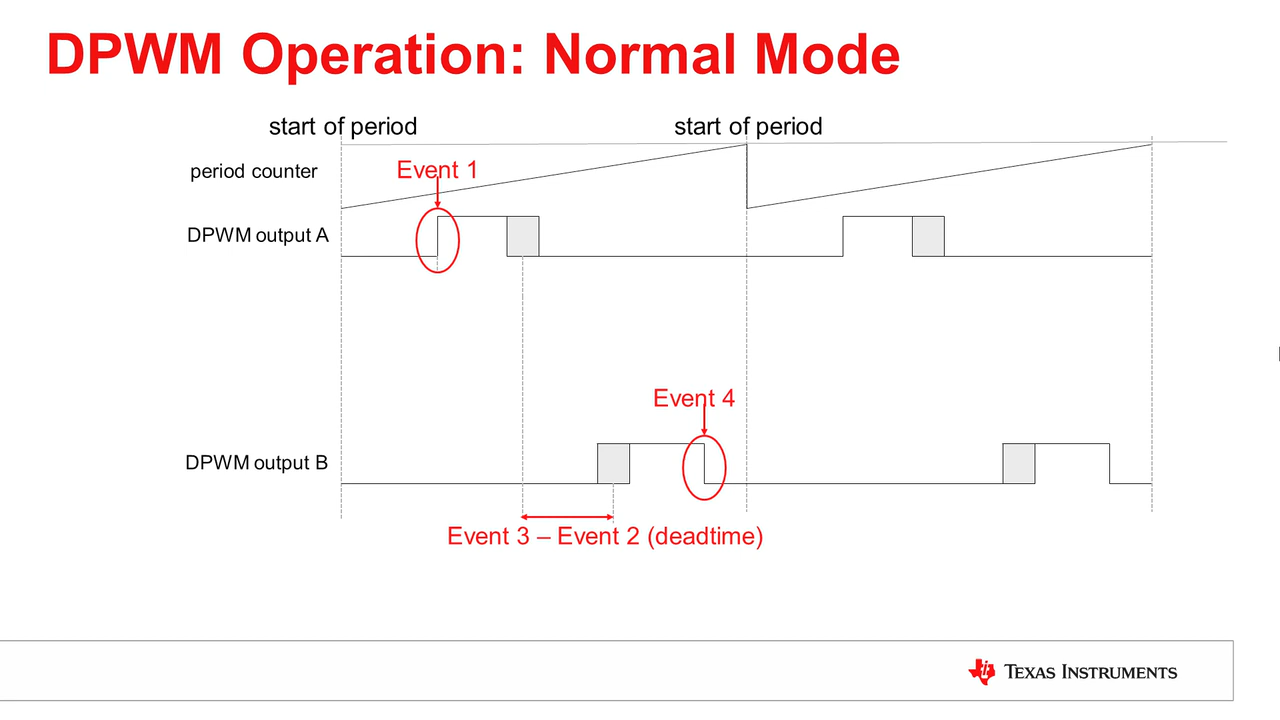 DPWM Operation: Normal Mode
start of period
start of period
period counter
Event 1
DPWM output A
Event 4
DPWM output B
Event 3 – Event 2 (deadtime)
TEXAS INSTRUMENTS